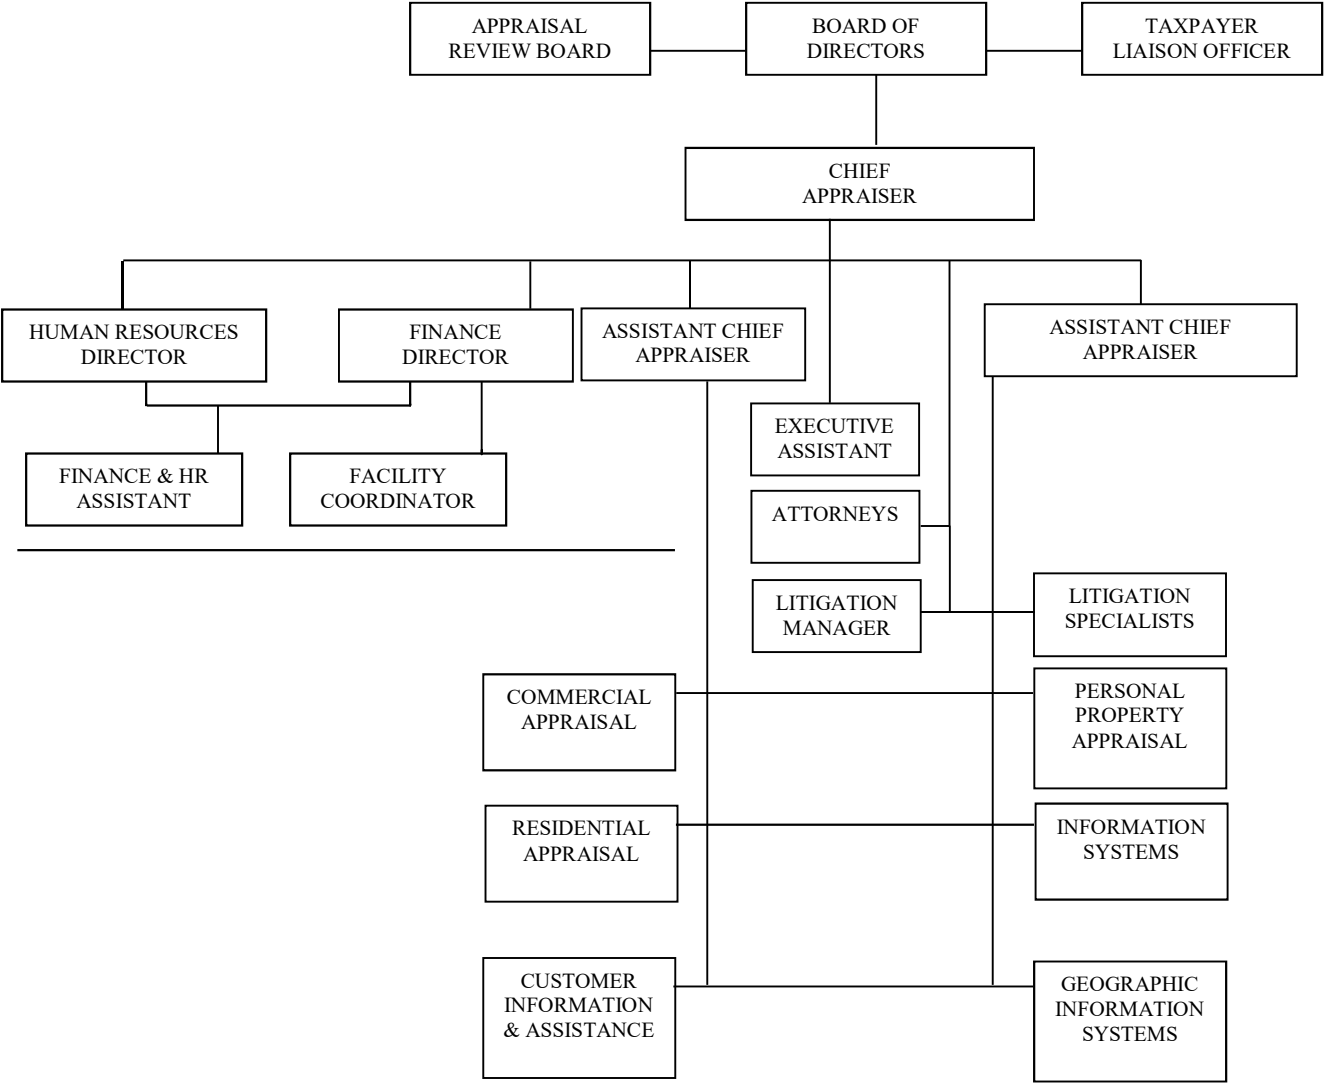 APPRAISAL
REVIEW BOARD
BOARD OF
DIRECTORS
TAXPAYER
LIAISON OFFICER
CHIEF
APPRAISER
HUMAN RESOURCES
DIRECTOR
FINANCE
DIRECTOR
ASSISTANT CHIEF
APPRAISER
ASSISTANT CHIEF
APPRAISER
EXECUTIVE
ASSISTANT
FINANCE & HR
ASSISTANT
FACILITY
COORDINATOR
ATTORNEYS
LITIGATION
MANAGER
LITIGATION
SPECIALISTS
COMMERCIAL
APPRAISAL
PERSONAL
PROPERTY
APPRAISAL
RESIDENTIAL
APPRAISAL
INFORMATION
SYSTEMS
CUSTOMER
INFORMATION
& ASSISTANCE
GEOGRAPHIC
INFORMATION
SYSTEMS